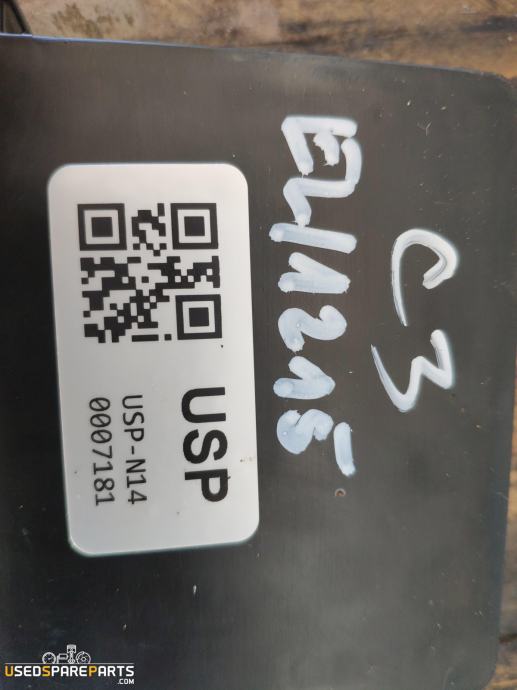 C3
USP
USP-N14
0007181
USEDSPAREPARTS
.COM